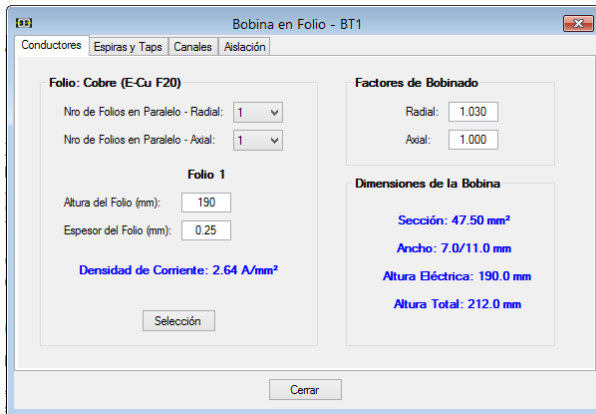 Bobina en Folio - BT1
Conductores Espiras y Taps Canales Aislación
Folio: Cobre (E-Cu F20)
Nro de Folios en Paralelo - Radial: 1
Nro de Folios en Paralelo - Axial: 1
Folio 1
Altura del Folio (mm): 190
Espesor del Folio (mm): 0.25
Densidad de Corriente: 2.64 A/mm²
Selección
Factores de Bobinado
Radial: 1.030
Axial: 1.000
Dimensiones de la Bobina
Sección: 47.50 mm²
Ancho: 7.0/11.0 mm
Altura Eléctrica: 190.0 mm
Altura Total: 212.0 mm
Cerrar